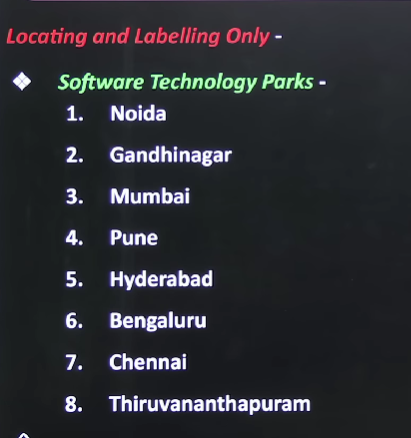 Locating and Labelling Only -
❖ Software Technology Parks -
1. Noida
2. Gandhinagar
3. Mumbai
4. Pune
5. Hyderabad
6. Bengaluru
7. Chennai
8. Thiruvananthapuram